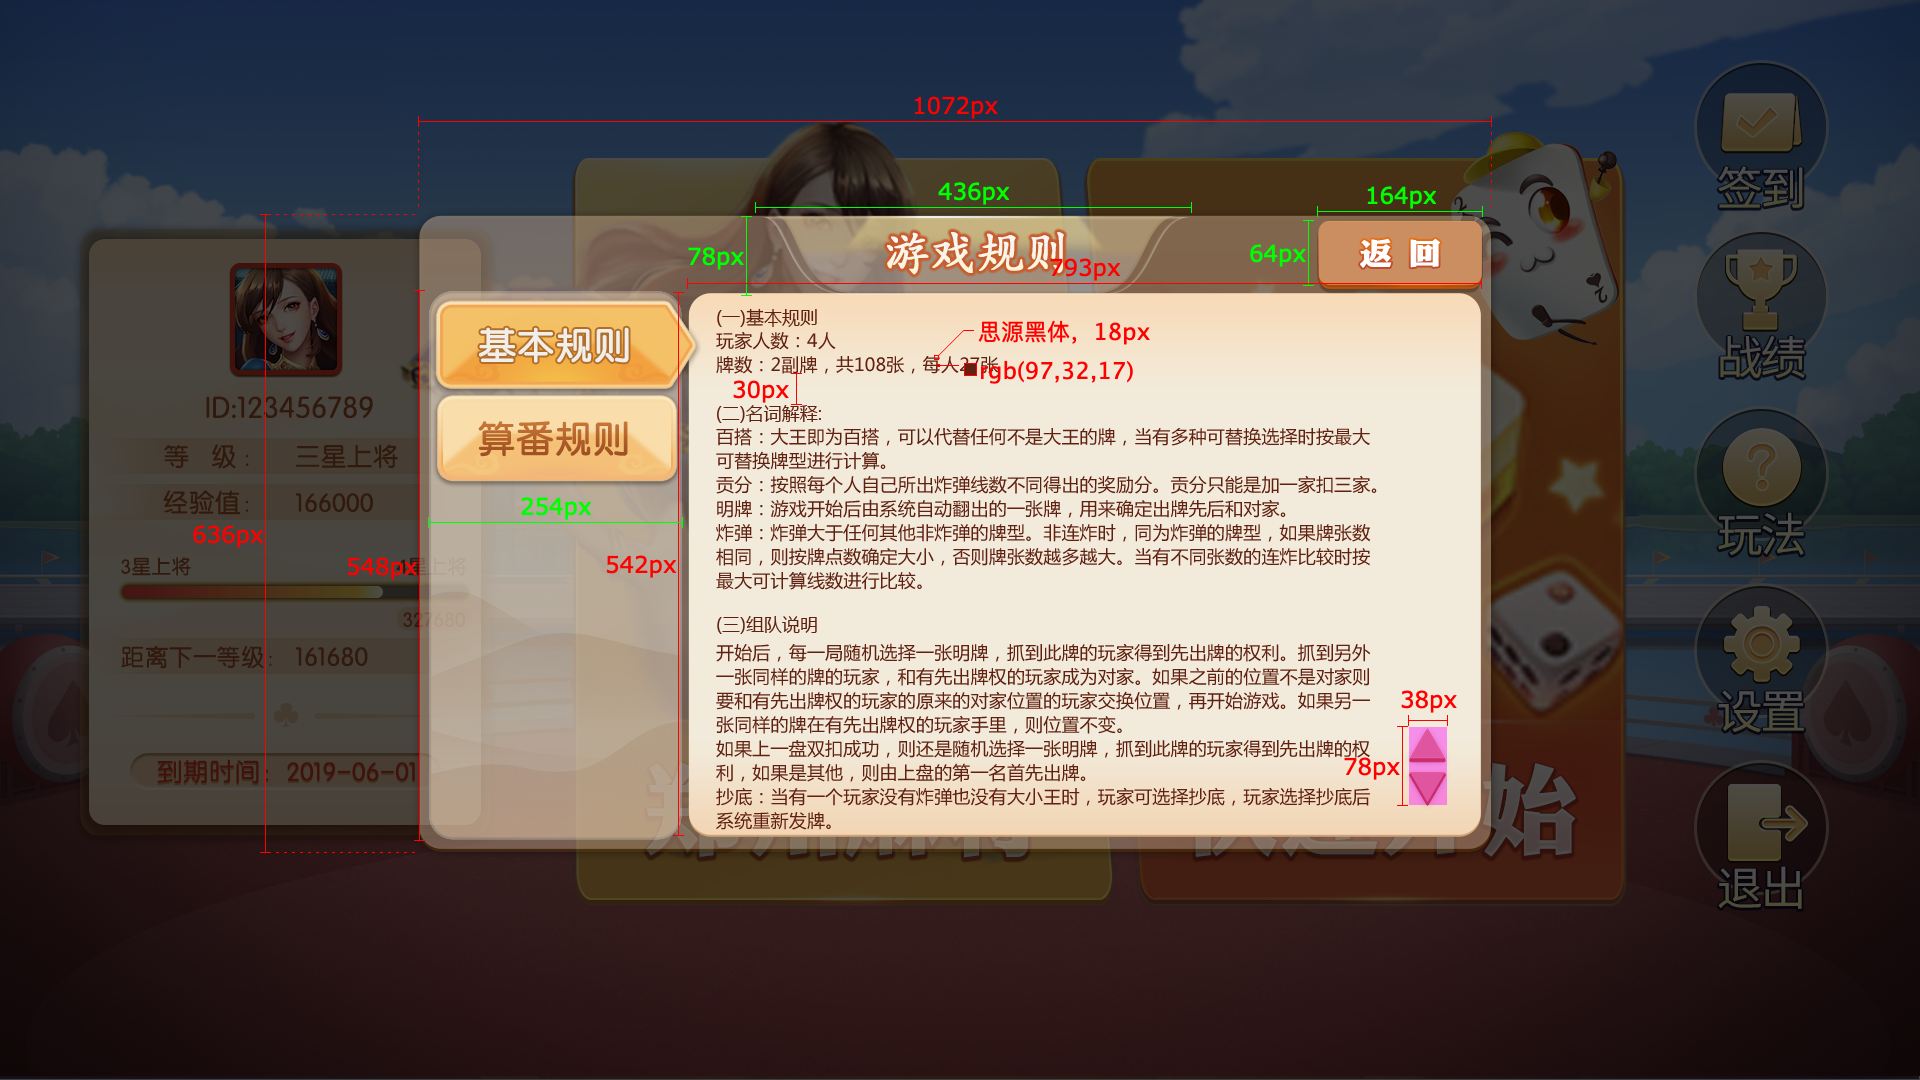 1072px
436px
164px
签到
78px
游戏规则
793px
64px
返 回
基本规则
算番规则
254px
542px
(一)基本规则
玩家人数：4人
牌数：2副牌，共108张，每人27张
思源黑体，18px
rgb(97,32,17)
30px
(二)名词解释:
百搭：大王即为百搭，可以代替任何不是大王的牌，当有多种可替换选择时按最大
可替换牌型进行计算。
贡分：按照每个人自己所出炸弹线数不同得出的奖励分。贡分只能是加一家扣三家。
明牌：游戏开始后由系统自动翻出的一张牌，用来确定出牌先后和对家。
炸弹：炸弹大于任何其他非炸弹的牌型。非连炸时，同为炸弹的牌型，如果牌张数
相同，则按牌点数确定大小，否则牌张数越多越大。当有不同张数的连炸比较时按
最大可计算线数进行比较。
(三)组队说明
开始后，每一局随机选择一张明牌，抓到此牌的玩家得到先出牌的权利。抓到另外
一张同样的牌的玩家，和有先出牌权的玩家成为对家。如果之前的位置不是对家则
要和有先出牌权的玩家的原来的对家位置的玩家交换位置，再开始游戏。如果另一
张同样的牌在有先出牌权的玩家手里，则位置不变。
如果上一盘双扣成功，则还是随机选择一张明牌，抓到此牌的玩家得到先出牌的权
利，如果是其他，则由上盘的第一名首先出牌。
抄底：当有一个玩家没有炸弹也没有大小王时，玩家可选择抄底，玩家选择抄底后
系统重新发牌。
38px
78px
ID:123456789
等 级： 三星上将
经验值： 166000
636px
3星上将
548px
星上将
327680
距离下一等级： 161680
到期时间： 2019-06-01
郑州麻将
快速开始
战绩
玩法
设置
退出